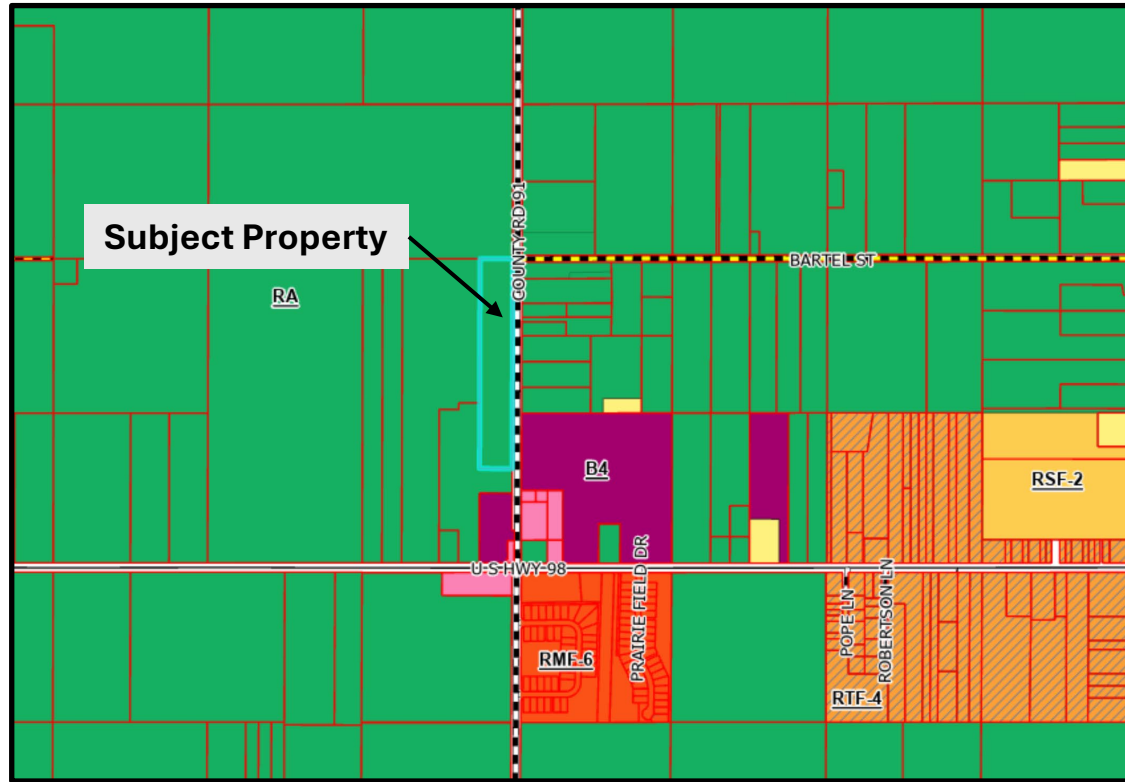 COUNTY RD 91
Subject Property
BARTEL ST
RA
B4
RSF-2
U S HWY 98
PRAIRIE FIELD DR
POPE LN
ROBERTSON LN
RMF-6
RTF-4